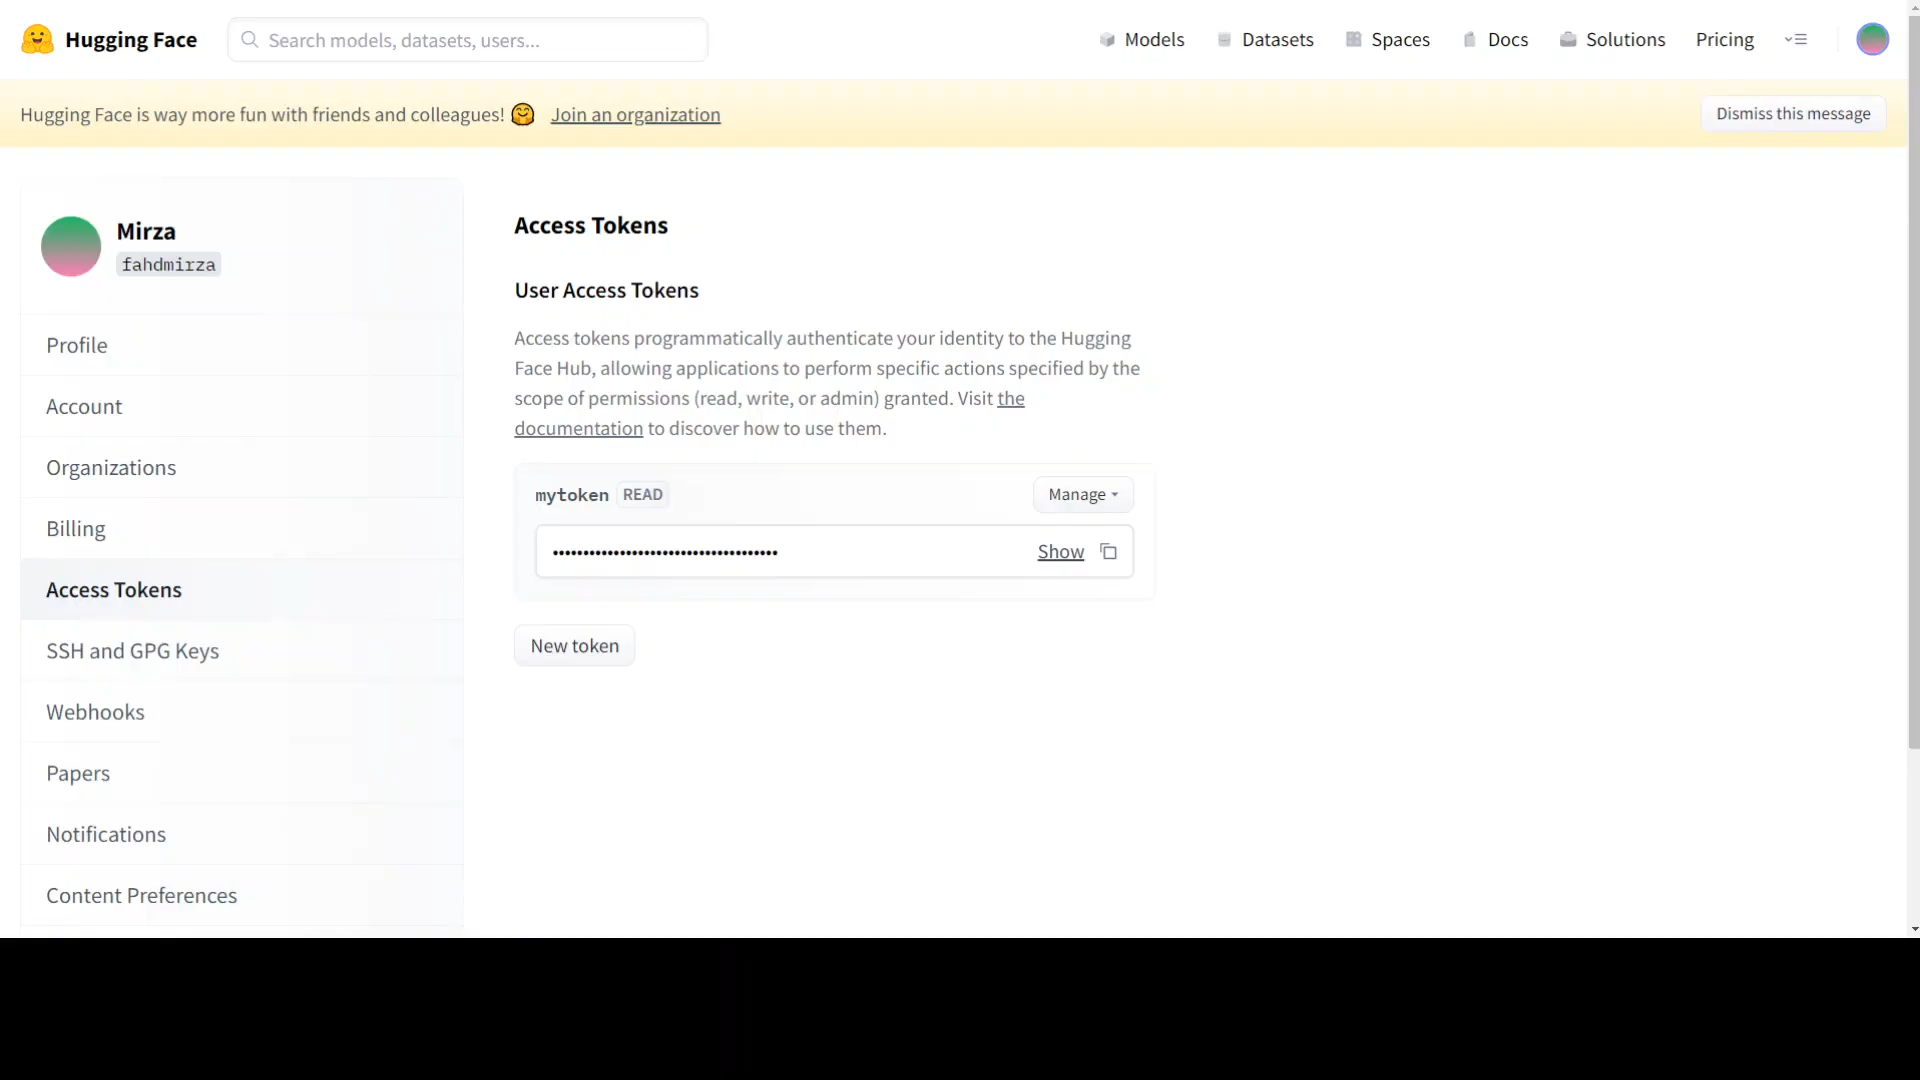 Hugging Face
Search models, datasets, users...
Models
Datasets
Spaces
Docs
Solutions
Pricing
Hugging Face is way more fun with friends and colleagues! 🤗 Join an organization
Dismiss this message
Mirza
fahdmirza
Profile
Account
Organizations
Billing
Access Tokens
SSH and GPG Keys
Webhooks
Papers
Notifications
Content Preferences
Access Tokens
User Access Tokens
Access tokens programmatically authenticate your identity to the Hugging
Face Hub, allowing applications to perform specific actions specified by the
scope of permissions (read, write, or admin) granted. Visit the
documentation to discover how to use them.
mytoken READ
Manage
Show
New token